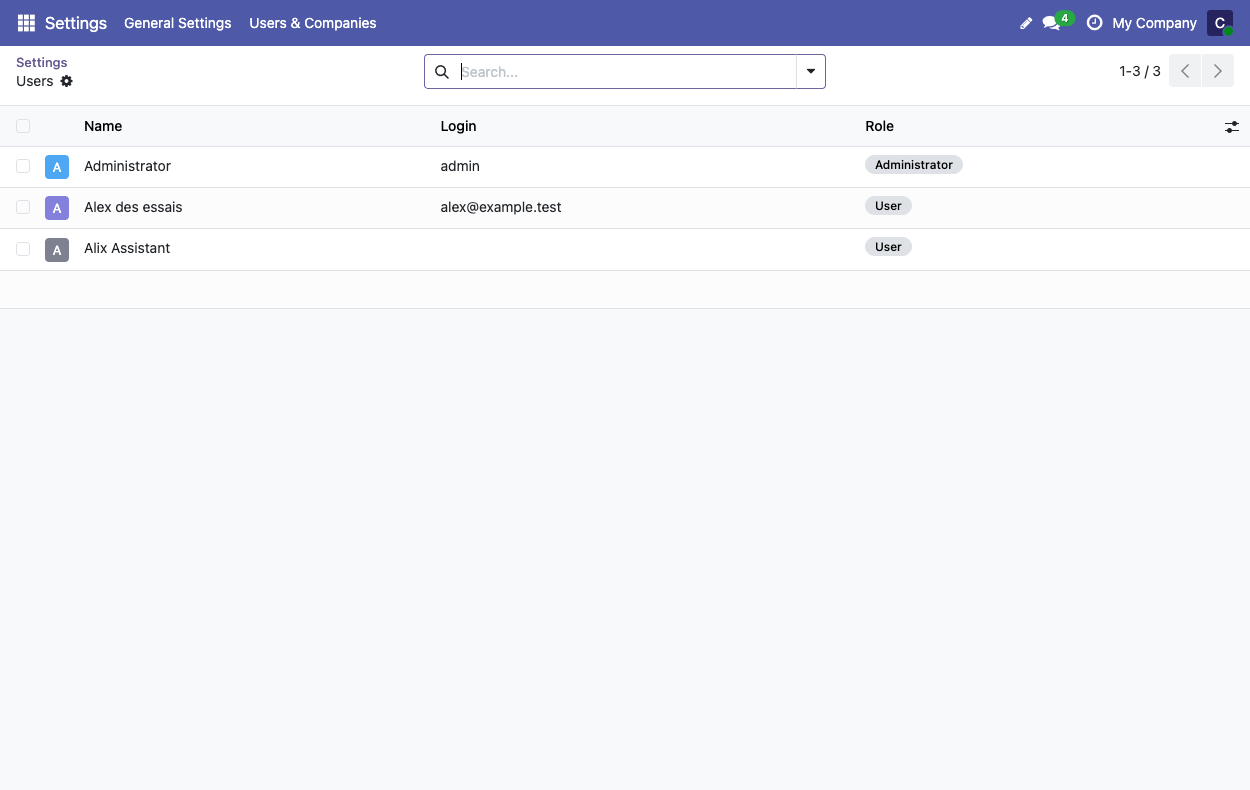 Settings General Settings Users & Companies 4 My Company C
Settings
Users
Search...
1-3 / 3
Name Login Role
A Administrator admin Administrator
A Alex des essais alex@example.test User
A Alix Assistant User